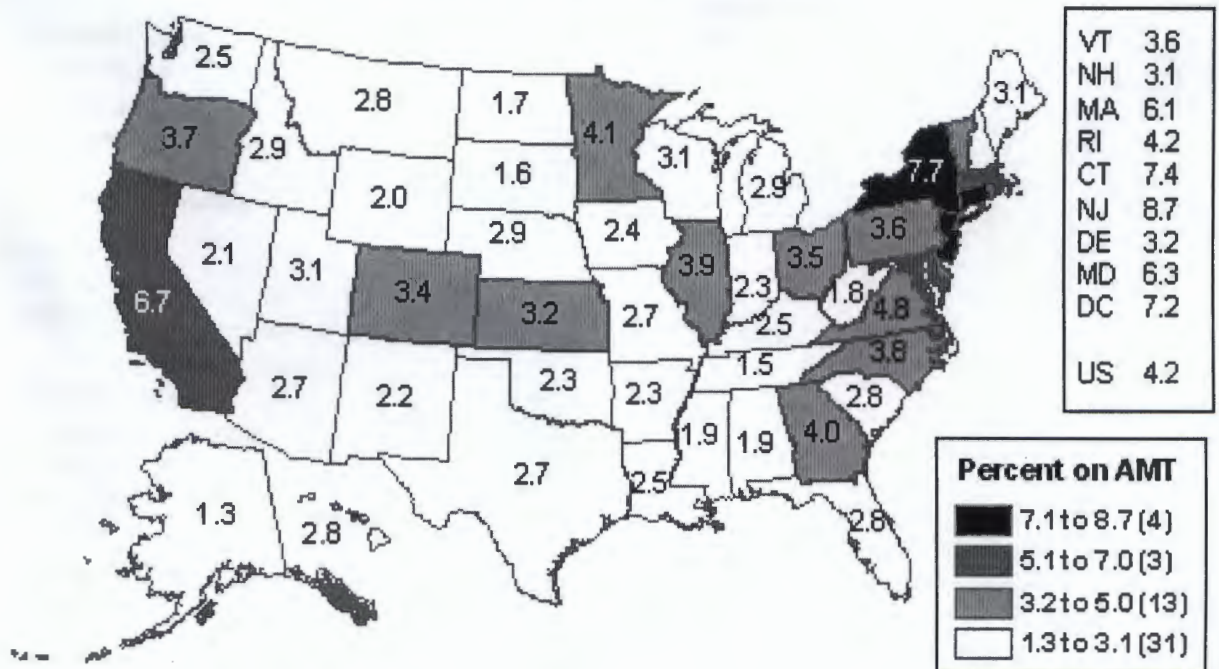 2.5
2.8
1.7
4.1
3.1
3.7
2.9
1.6
3.1
2.9
7.7
2.0
2.9
2.4
3.6
2.1
3.1
3.9
2.3
3.5
1.8
4.8
6.7
3.4
3.2
2.7
2.5
3.8
1.5
2.7
2.2
2.3
2.3
2.8
1.9
1.9
4.0
2.7
2.5
2.8
1.3
2.8
VT 3.6
NH 3.1
MA 6.1
RI 4.2
CT 7.4
NJ 8.7
DE 3.2
MD 6.3
DC 7.2
US 4.2
Percent on AMT
7.1 to 8.7 (4)
5.1 to 7.0 (3)
3.2 to 5.0 (13)
1.3 to 3.1 (31)